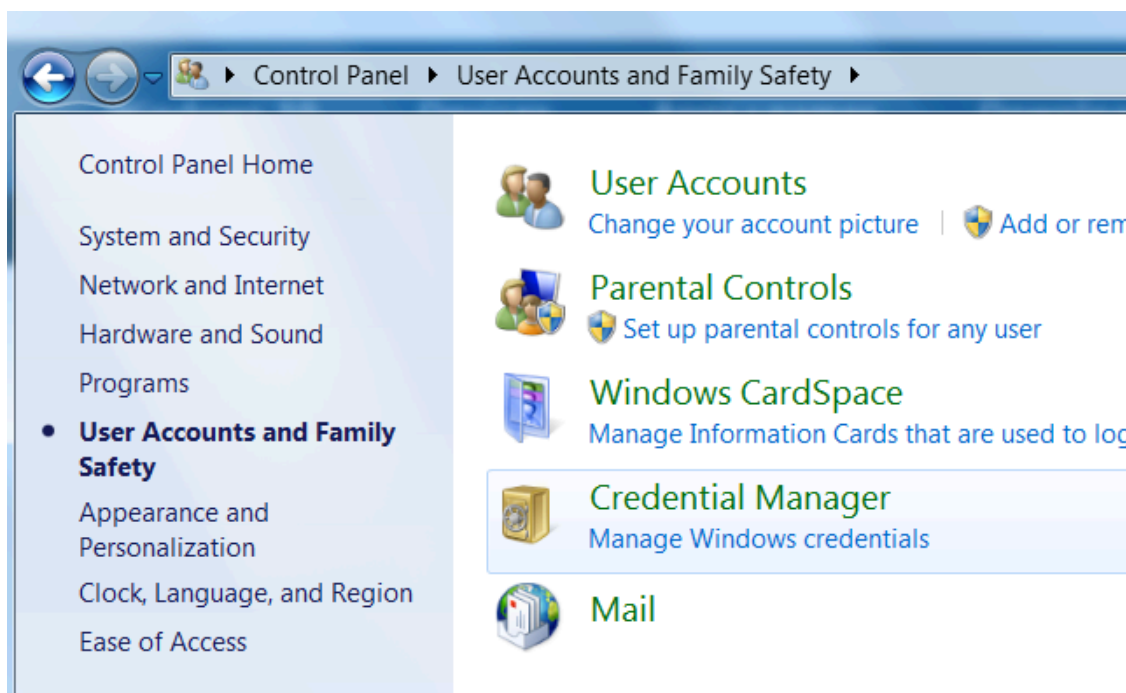 Control Panel User Accounts and Family Safety
Control Panel Home
System and Security
Network and Internet
Hardware and Sound
Programs
User Accounts and Family
Safety
Appearance and
Personalization
Clock, Language, and Region
Ease of Access
User Accounts
Change your account picture Add or
Parental Controls
Set up parental controls for any user
Windows CardSpace
Manage Information Cards that are used to
Credential Manager
Manage Windows credentials
Mail